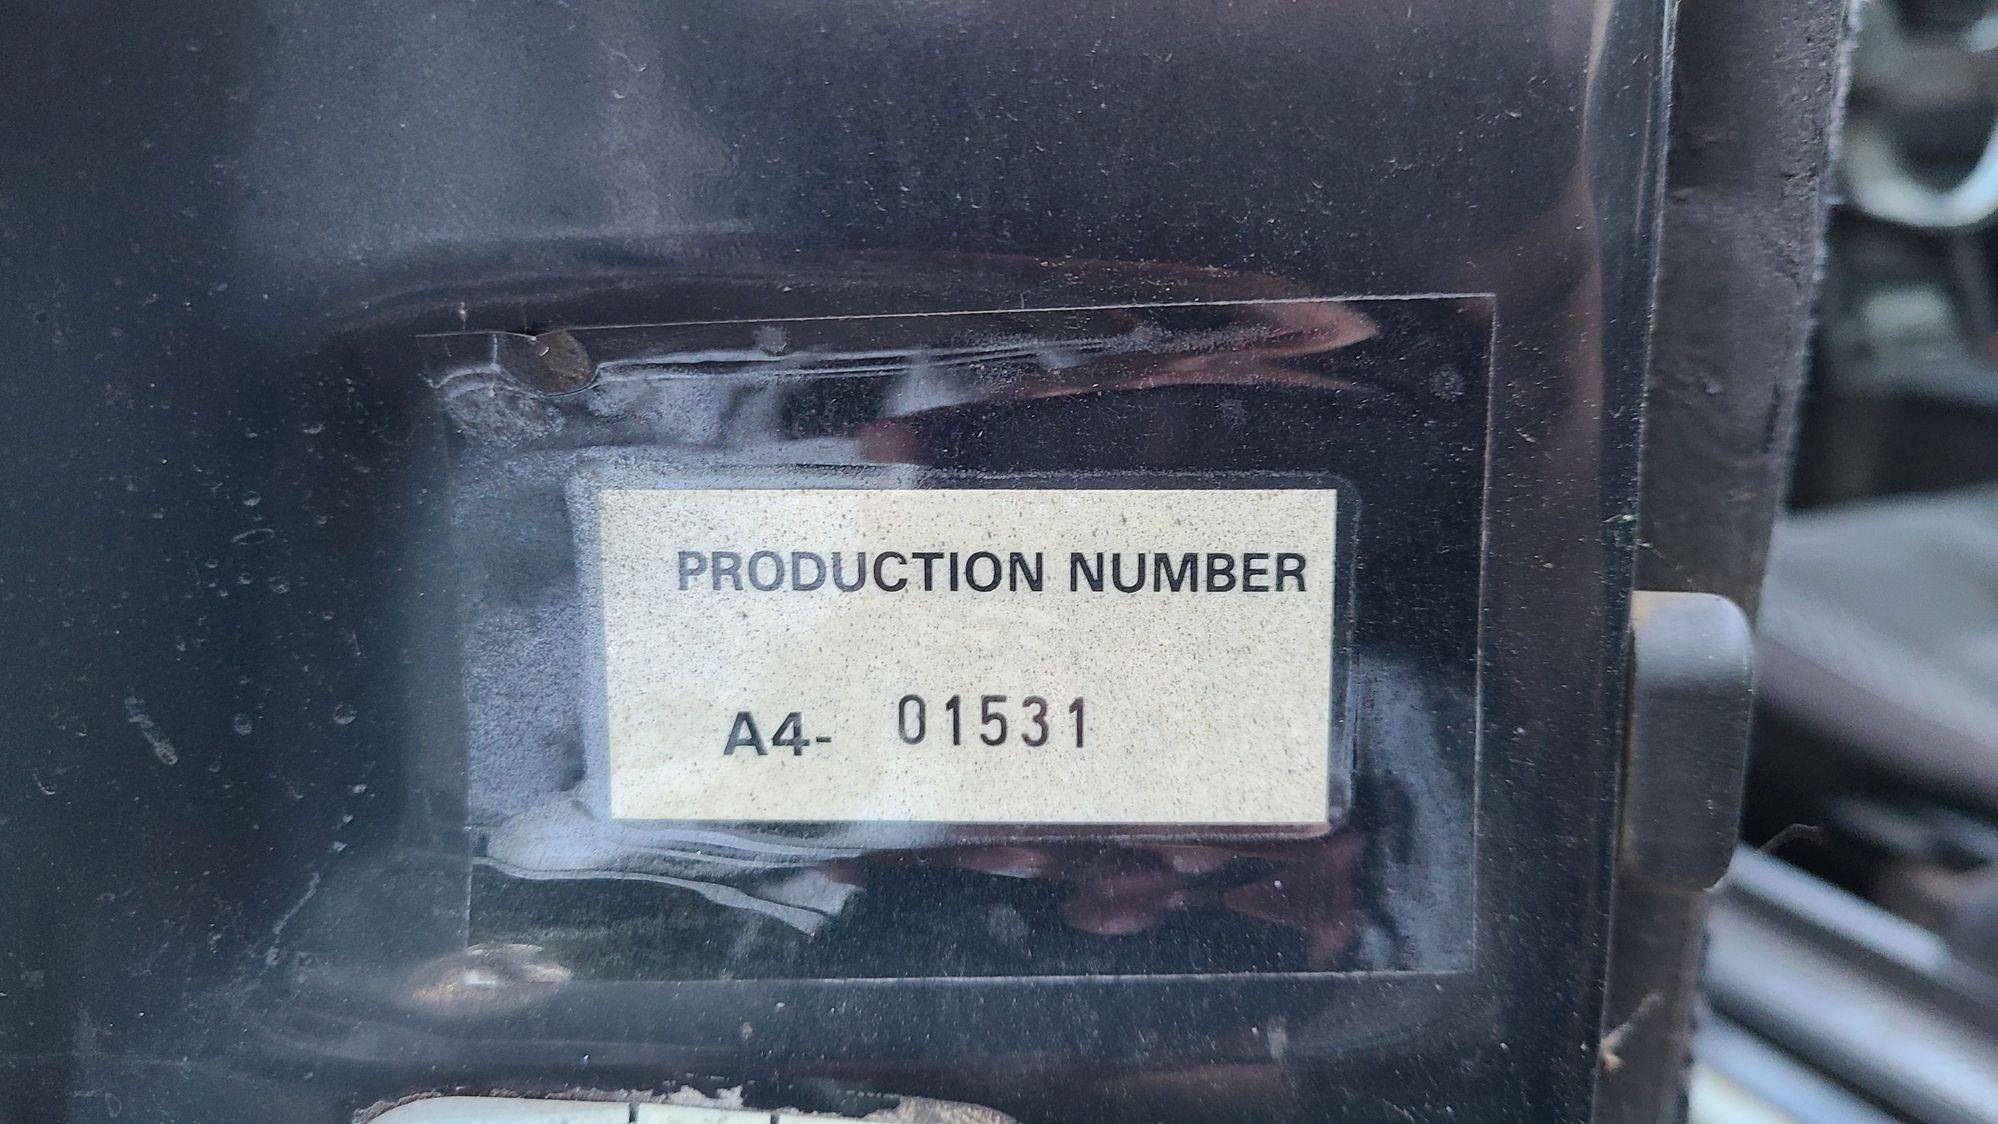 PRODUCTION NUMBER
A4- 01531